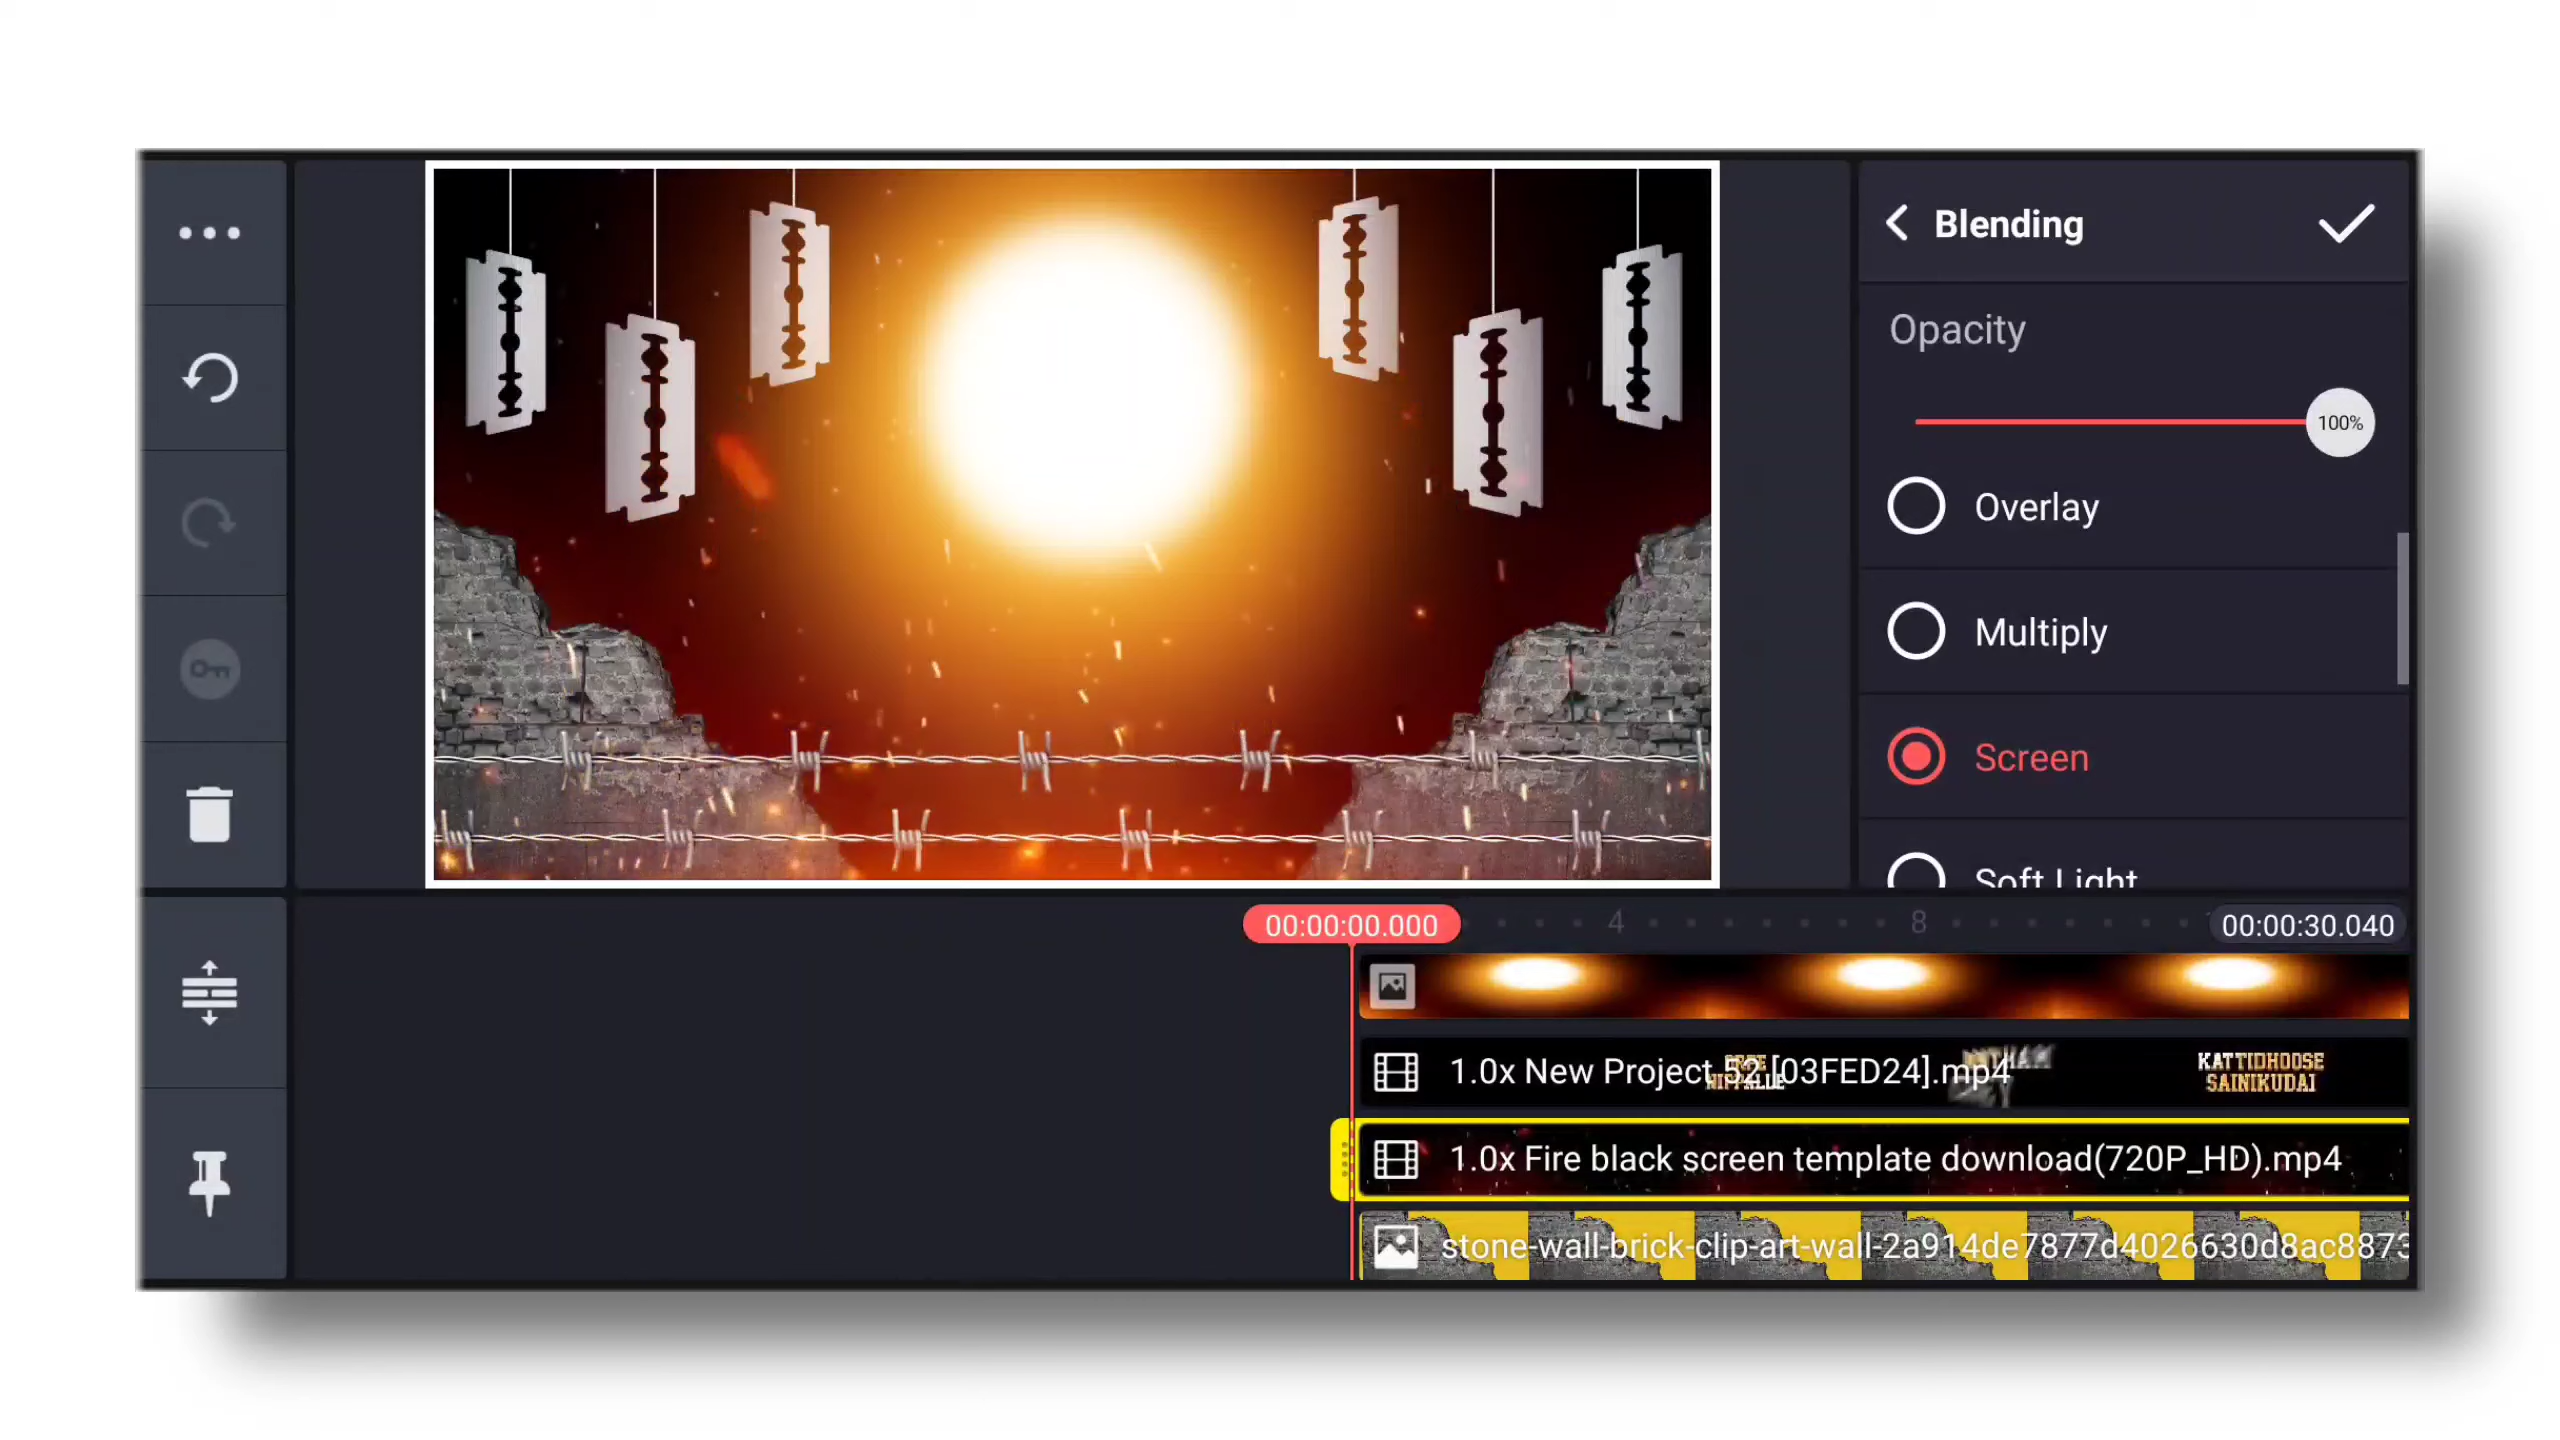 Blending
Opacity
100%
Overlay
Multiply
Screen
Soft Light
00:00:00.000
4
8
00:00:30.040
1.0x New Project 52 [03FED24].mp4
KATTIDHOOSE
SAINIKUDAI
1.0x Fire black screen template download(720P_HD).mp4
stone-wall-brick-clip-art-wall-2a914de7877d4026630d8ac8873